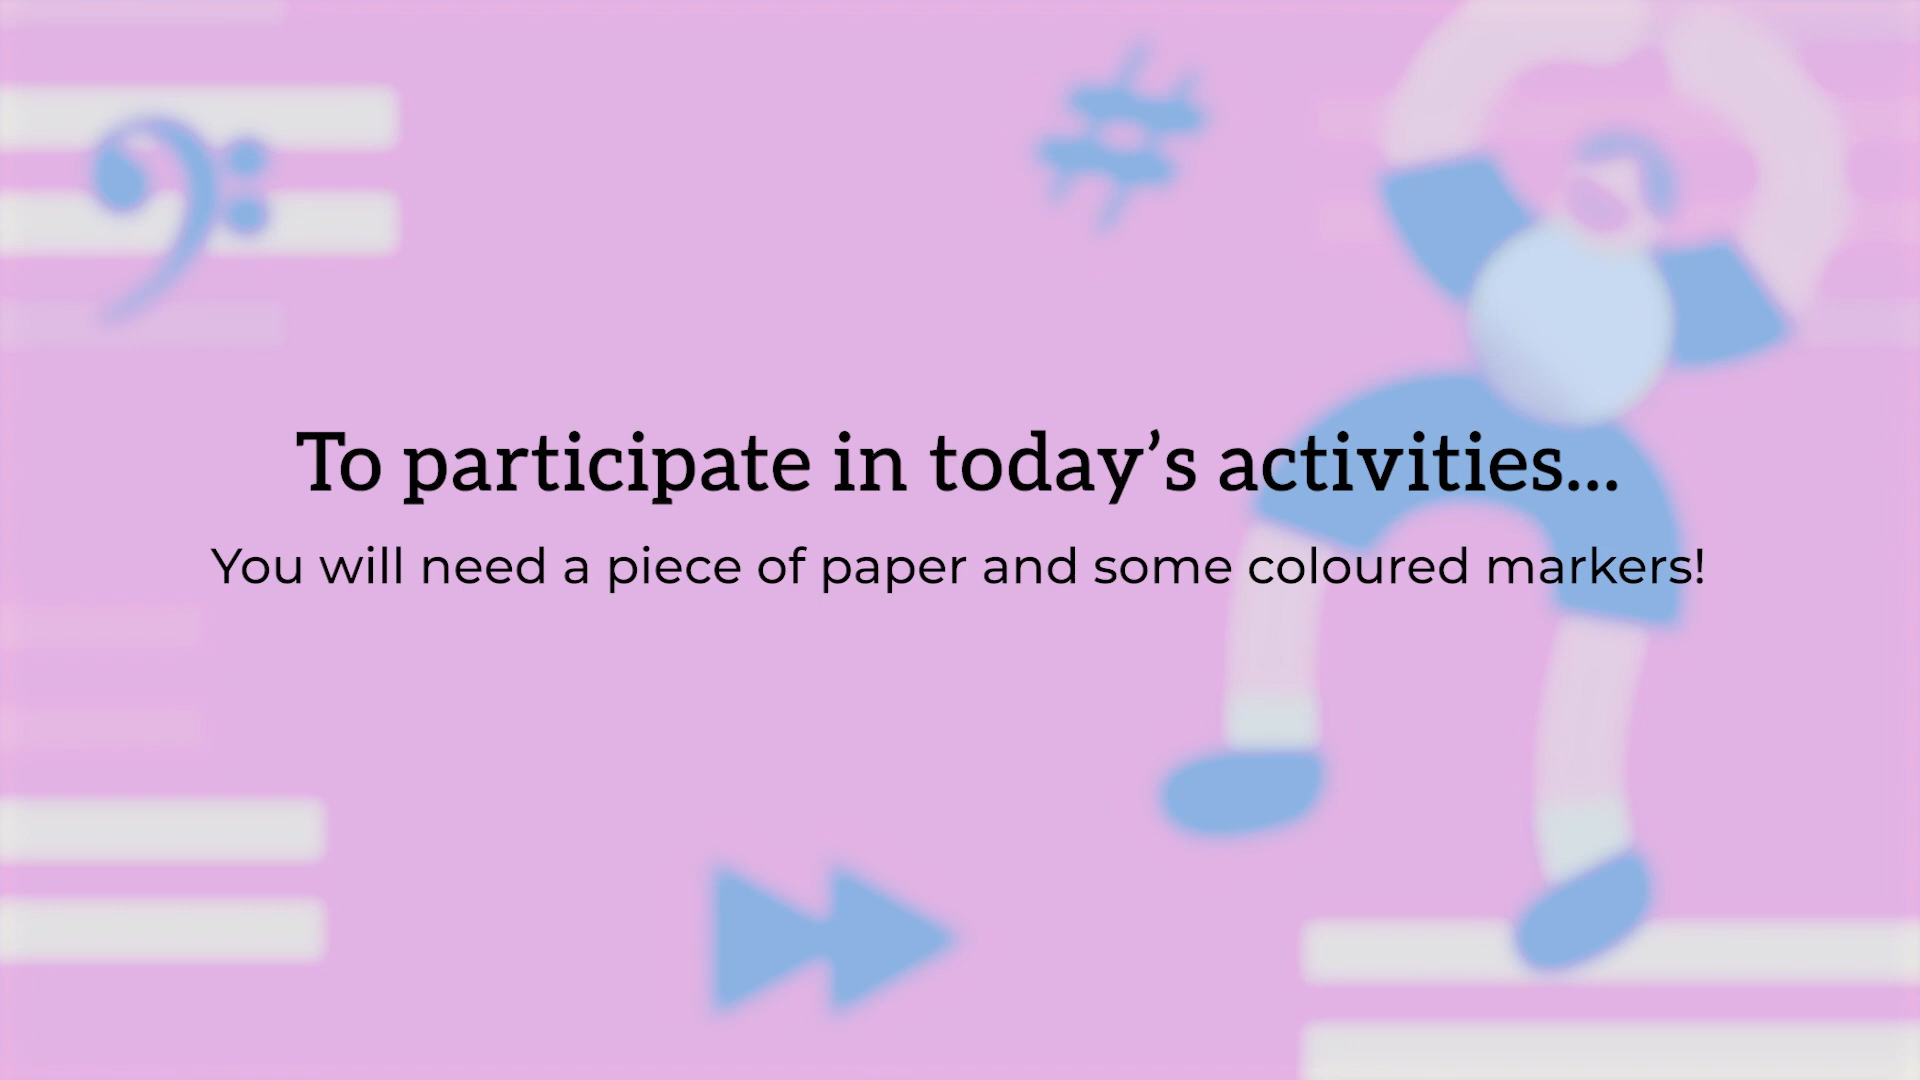 To participate in today’s activities...
You will need a piece of paper and some coloured markers!